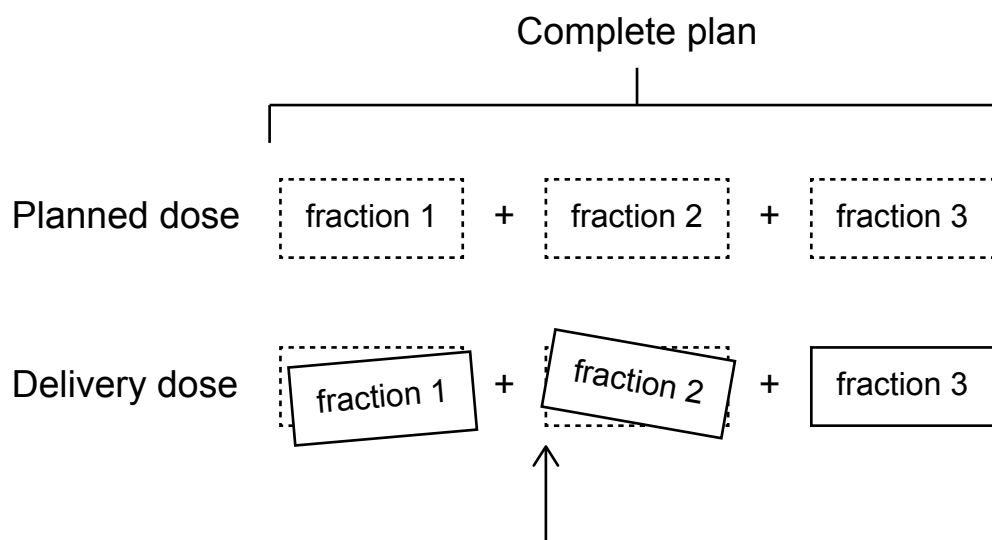 Complete plan
Planned dose fraction 1 + fraction 2 + fraction 3
Delivery dose fraction 1 + fraction 2 + fraction 3